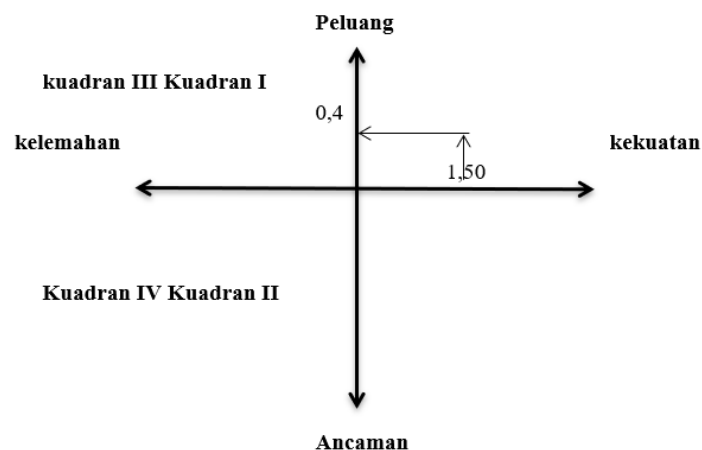 Peluang
kuadran III Kuadran I
0,4
kelemahan
kekuatan
1,50
Kuadran IV Kuadran II
Ancaman